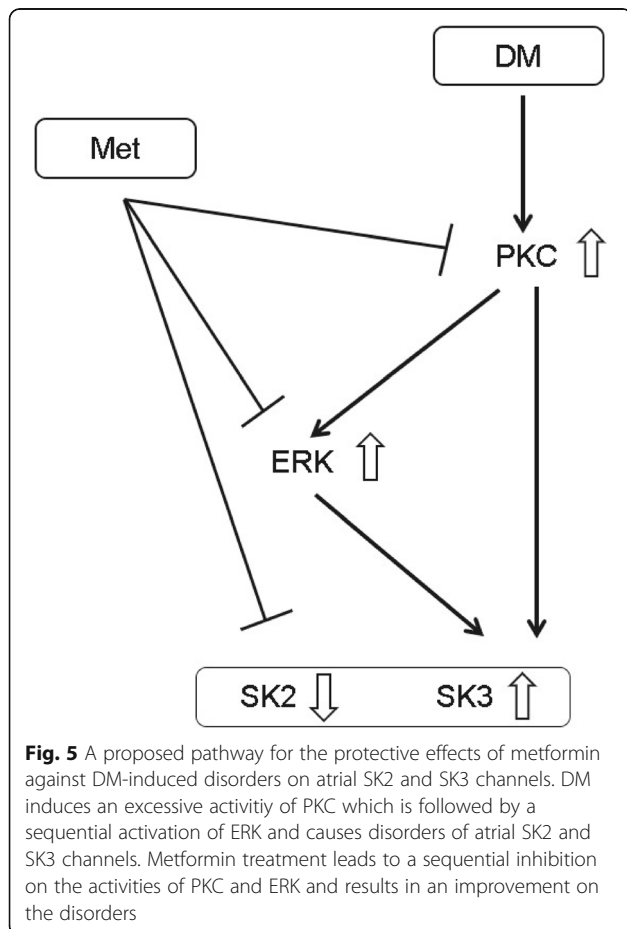 DM
Met
PKC
ERK
SK2 SK3
Fig. 5 A proposed pathway for the protective effects of metformin
against DM-induced disorders on atrial SK2 and SK3 channels. DM
induces an excessive activitiy of PKC which is followed by a
sequential activation of ERK and causes disorders of atrial SK2 and
SK3 channels. Metformin treatment leads to a sequential inhibition
on the activities of PKC and ERK and results in an improvement on
the disorders